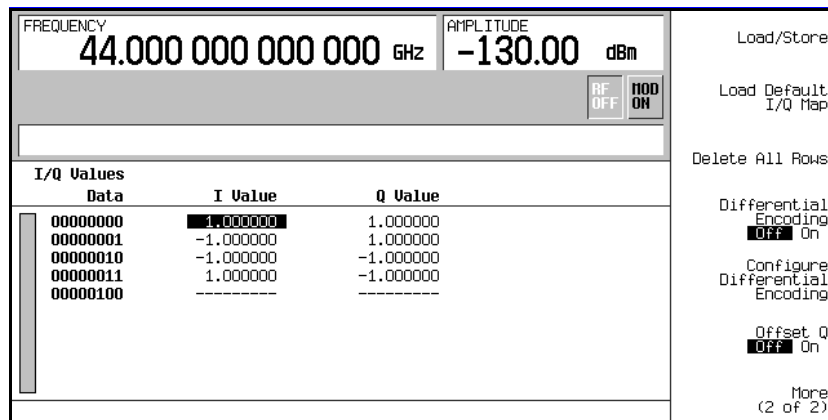 FREQUENCY
44.000 000 000 000 GHz
AMPLITUDE
-130.00 dBm
RF OFF
MOD ON
I/Q Values
Data I Value Q Value
00000000 1.000000 1.000000
00000001 -1.000000 1.000000
00000010 -1.000000 -1.000000
00000011 1.000000 -1.000000
00000100 --------- ---------
Load/Store
Load Default
I/Q Map
Delete All Rows
Differential
Encoding
Off On
Configure
Differential
Encoding
Offset Q
Off On
More
(2 of 2)